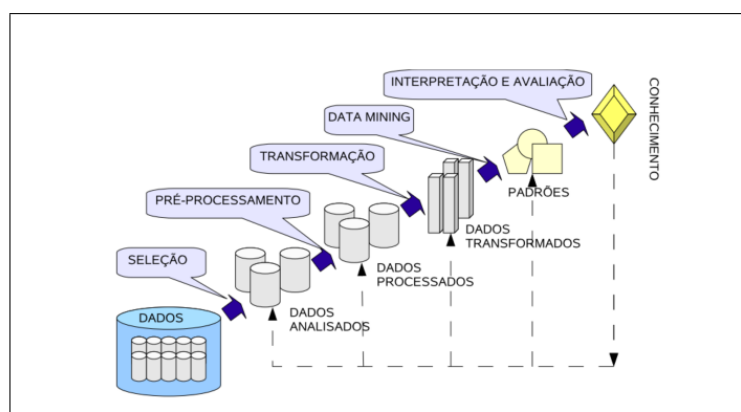 INTERPRETAÇÃO E AVALIAÇÃO
CONHECIMENTO
DATA MINING
TRANSFORMAÇÃO
PADRÕES
PRÉ-PROCESSAMENTO
DADOS
TRANSFORMADOS
SELEÇÃO
DADOS
PROCESSADOS
DADOS
DADOS
ANALISADOS